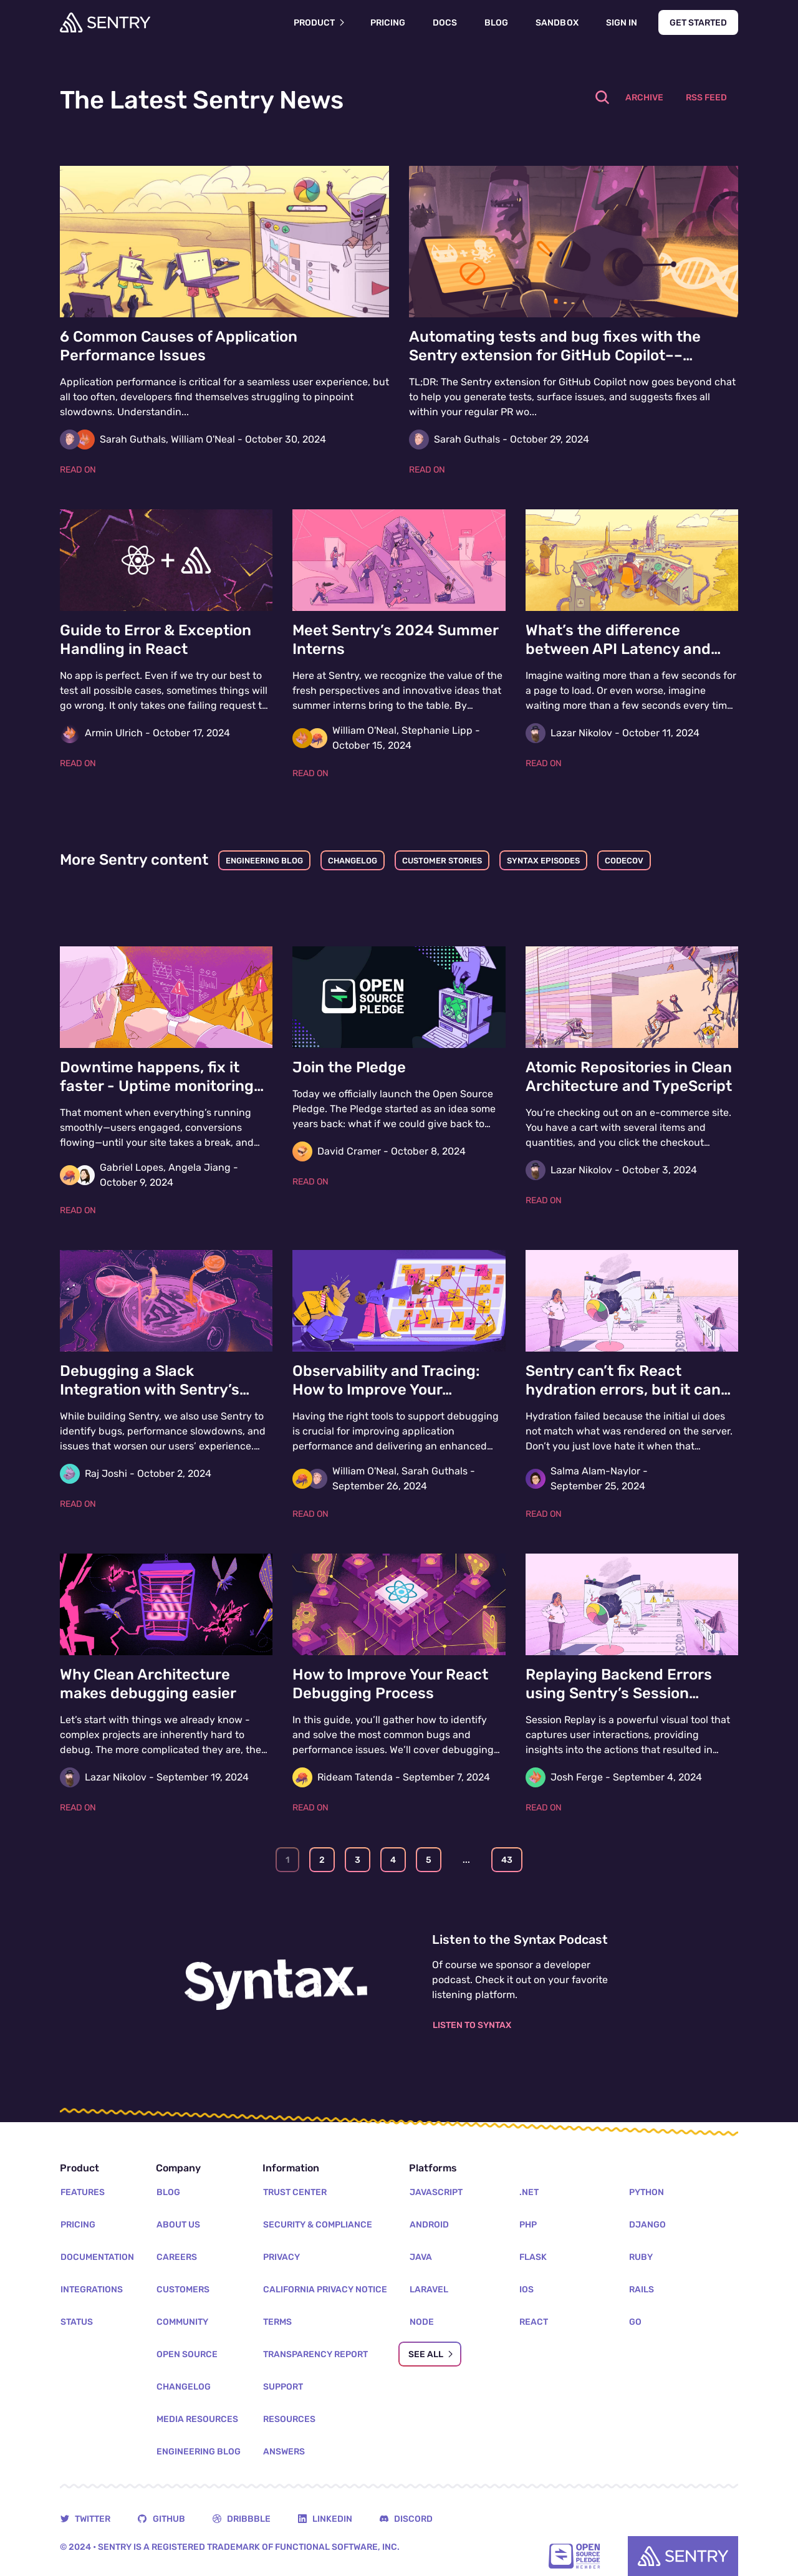 SENTRY
PRODUCT
PRICING
DOCS
BLOG
SANDBOX
SIGN IN
GET STARTED
The Latest Sentry News
ARCHIVE
RSS FEED
6 Common Causes of Application
Performance Issues
Application performance is critical for a seamless user experience, but
all too often, developers find themselves struggling to pinpoint
slowdowns. Understandin...
Sarah Guthals, William O'Neal - October 30, 2024
READ ON
Automating tests and bug fixes with the
Sentry extension for GitHub Copilot––…
TL;DR: The Sentry extension for GitHub Copilot now goes beyond chat
to help you generate tests, surface issues, and suggests fixes all
within your regular PR wo...
Sarah Guthals - October 29, 2024
READ ON
Guide to Error & Exception
Handling in React
No app is perfect. Even if we try our best to
test all possible cases, sometimes things will
go wrong. It only takes one failing request t…
Armin Ulrich - October 17, 2024
READ ON
Meet Sentry's 2024 Summer
Interns
Here at Sentry, we recognize the value of the
fresh perspectives and innovative ideas that
summer interns bring to the table. By…
William O'Neal, Stephanie Lipp -
October 15, 2024
READ ON
What's the difference
between API Latency and…
Imagine waiting more than a few seconds for
a page to load. Or even worse, imagine
waiting more than a few seconds every tim…
Lazar Nikolov - October 11, 2024
READ ON
More Sentry content
ENGINEERING BLOG
CHANGELOG
CUSTOMER STORIES
SYNTAX EPISODES
CODECOV
Downtime happens, fix it
faster - Uptime monitoring…
That moment when everything's running
smoothly—users engaged, conversions
flowing—until your site takes a break, and…
Gabriel Lopes, Angela Jiang -
October 9, 2024
READ ON
OPEN
SOURCE
PLEDGE
Join the Pledge
Today we officially launch the Open Source
Pledge. The Pledge started as an idea some
years back: what if we could give back to…
David Cramer - October 8, 2024
READ ON
Atomic Repositories in Clean
Architecture and TypeScript
You're checking out on an e-commerce site.
You have a cart with several items and
quantities, and you click the checkout…
Lazar Nikolov - October 3, 2024
READ ON
Debugging a Slack
Integration with Sentry's…
While building Sentry, we also use Sentry to
identify bugs, performance slowdowns, and
issues that worsen our users' experience.…
Raj Joshi - October 2, 2024
READ ON
Observability and Tracing:
How to Improve Your…
Having the right tools to support debugging
is crucial for improving application
performance and delivering an enhanced…
William O'Neal, Sarah Guthals -
September 26, 2024
READ ON
Sentry can't fix React
hydration errors, but it can…
Hydration failed because the initial ui does
not match what was rendered on the server.
Don't you just love hate it when that…
Salma Alam-Naylor -
September 25, 2024
READ ON
Why Clean Architecture
makes debugging easier
Let's start with things we already know -
complex projects are inherently hard to
debug. The more complicated they are, the…
Lazar Nikolov - September 19, 2024
READ ON
How to Improve Your React
Debugging Process
In this guide, you'll gather how to identify
and solve the most common bugs and
performance issues. We'll cover debugging…
Rideam Tatenda - September 7, 2024
READ ON
Replaying Backend Errors
using Sentry's Session…
Session Replay is a powerful visual tool that
captures user interactions, providing
insights into the actions that resulted in…
Josh Ferge - September 4, 2024
READ ON
1 2 3 4 5 ... 43
Syntax.
Listen to the Syntax Podcast
Of course we sponsor a developer
podcast. Check it out on your favorite
listening platform.
LISTEN TO SYNTAX
Product
FEATURES
PRICING
DOCUMENTATION
INTEGRATIONS
STATUS
Company
BLOG
ABOUT US
CAREERS
CUSTOMERS
COMMUNITY
OPEN SOURCE
CHANGELOG
MEDIA RESOURCES
ENGINEERING BLOG
Information
TRUST CENTER
SECURITY & COMPLIANCE
PRIVACY
CALIFORNIA PRIVACY NOTICE
TERMS
TRANSPARENCY REPORT
SUPPORT
RESOURCES
ANSWERS
Platforms
JAVASCRIPT
ANDROID
JAVA
LARAVEL
NODE
SEE ALL
.NET
PHP
FLASK
IOS
REACT
PYTHON
DJANGO
RUBY
RAILS
GO
TWITTER
GITHUB
DRIBBBLE
LINKEDIN
DISCORD
© 2024 • SENTRY IS A REGISTERED TRADEMARK OF FUNCTIONAL SOFTWARE, INC.
OPEN
SOURCE
PLEDGE
MEMBER
SENTRY